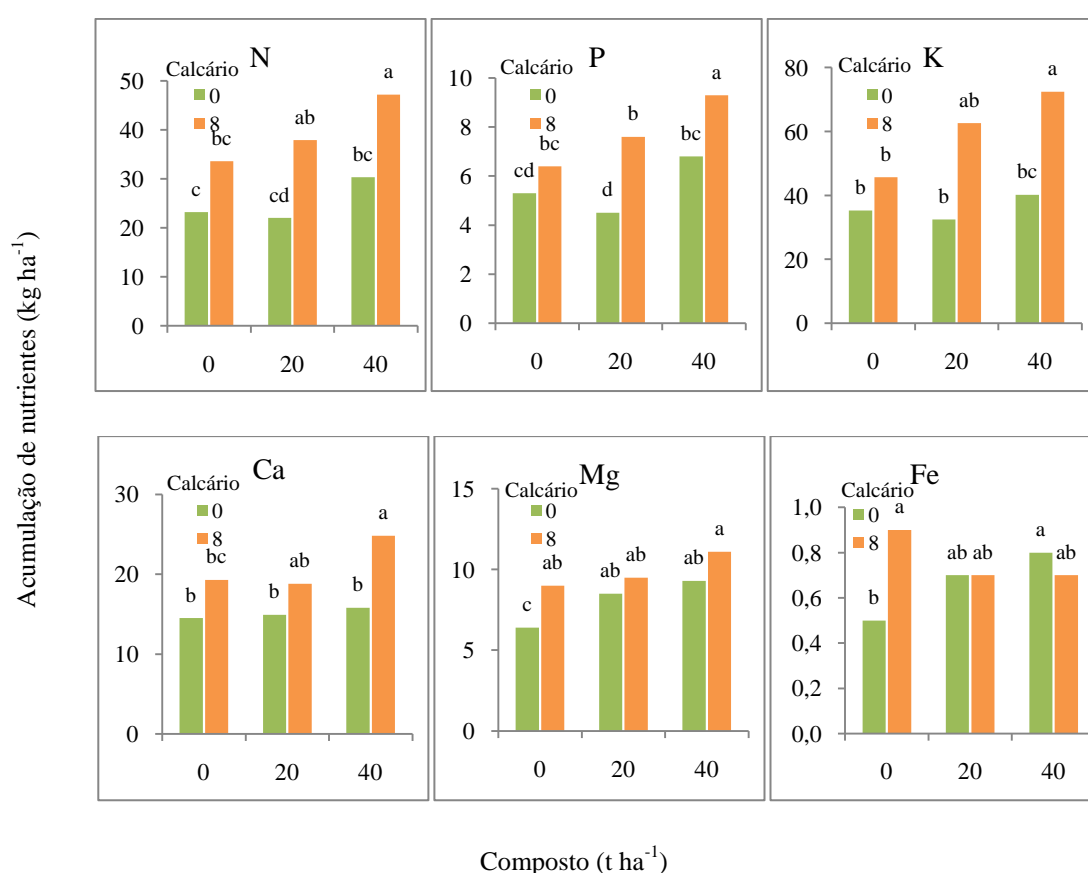 Acumulação de nutrientes (kg ha⁻¹)
N
Calcário
0
8
50
40
30
20
10
0
c
bc
cd
ab
bc
a
0 20 40
P
Calcário
0
8
10
8
6
4
2
0
cd
bc
d
b
bc
a
0 20 40
K
Calcário
0
8
80
60
40
20
0
b
b
b
ab
bc
a
0 20 40
Ca
Calcário
0
8
30
20
10
0
b
bc
b
ab
b
a
0 20 40
Mg
Calcário
0
8
15
10
5
0
c
ab
ab
ab
ab
a
0 20 40
Fe
Calcário
0
8
1,0
0,8
0,6
0,4
0,2
0,0
b
a
ab ab
a
ab
0 20 40
Composto (t ha⁻¹)